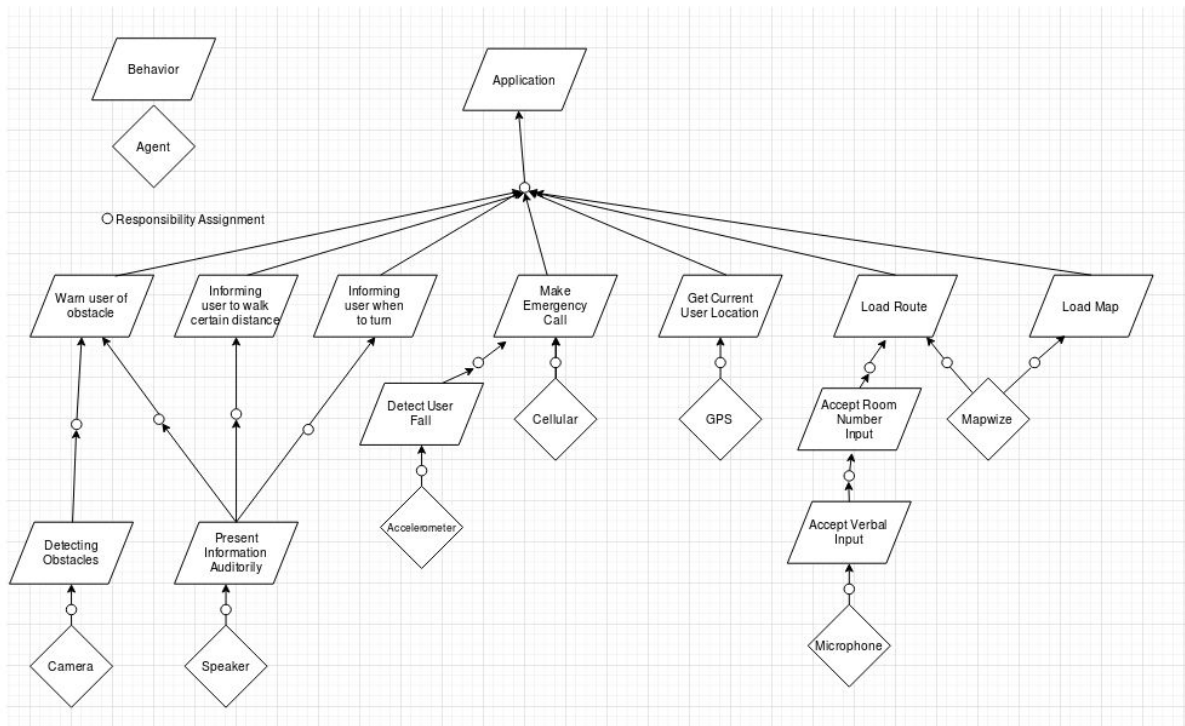 Behavior
Application
Agent
Responsibility Assignment
Warn user of
obstacle
Informing
user to walk
certain distance
Informing
user when
to turn
Make
Emergency
Call
Get Current
User Location
Load Route
Load Map
Detect User
Fall
Cellular
GPS
Accept Room
Number
Input
Mapwize
Accelerometer
Detecting
Obstacles
Present
Information
Auditorily
Accept Verbal
Input
Camera
Speaker
Microphone